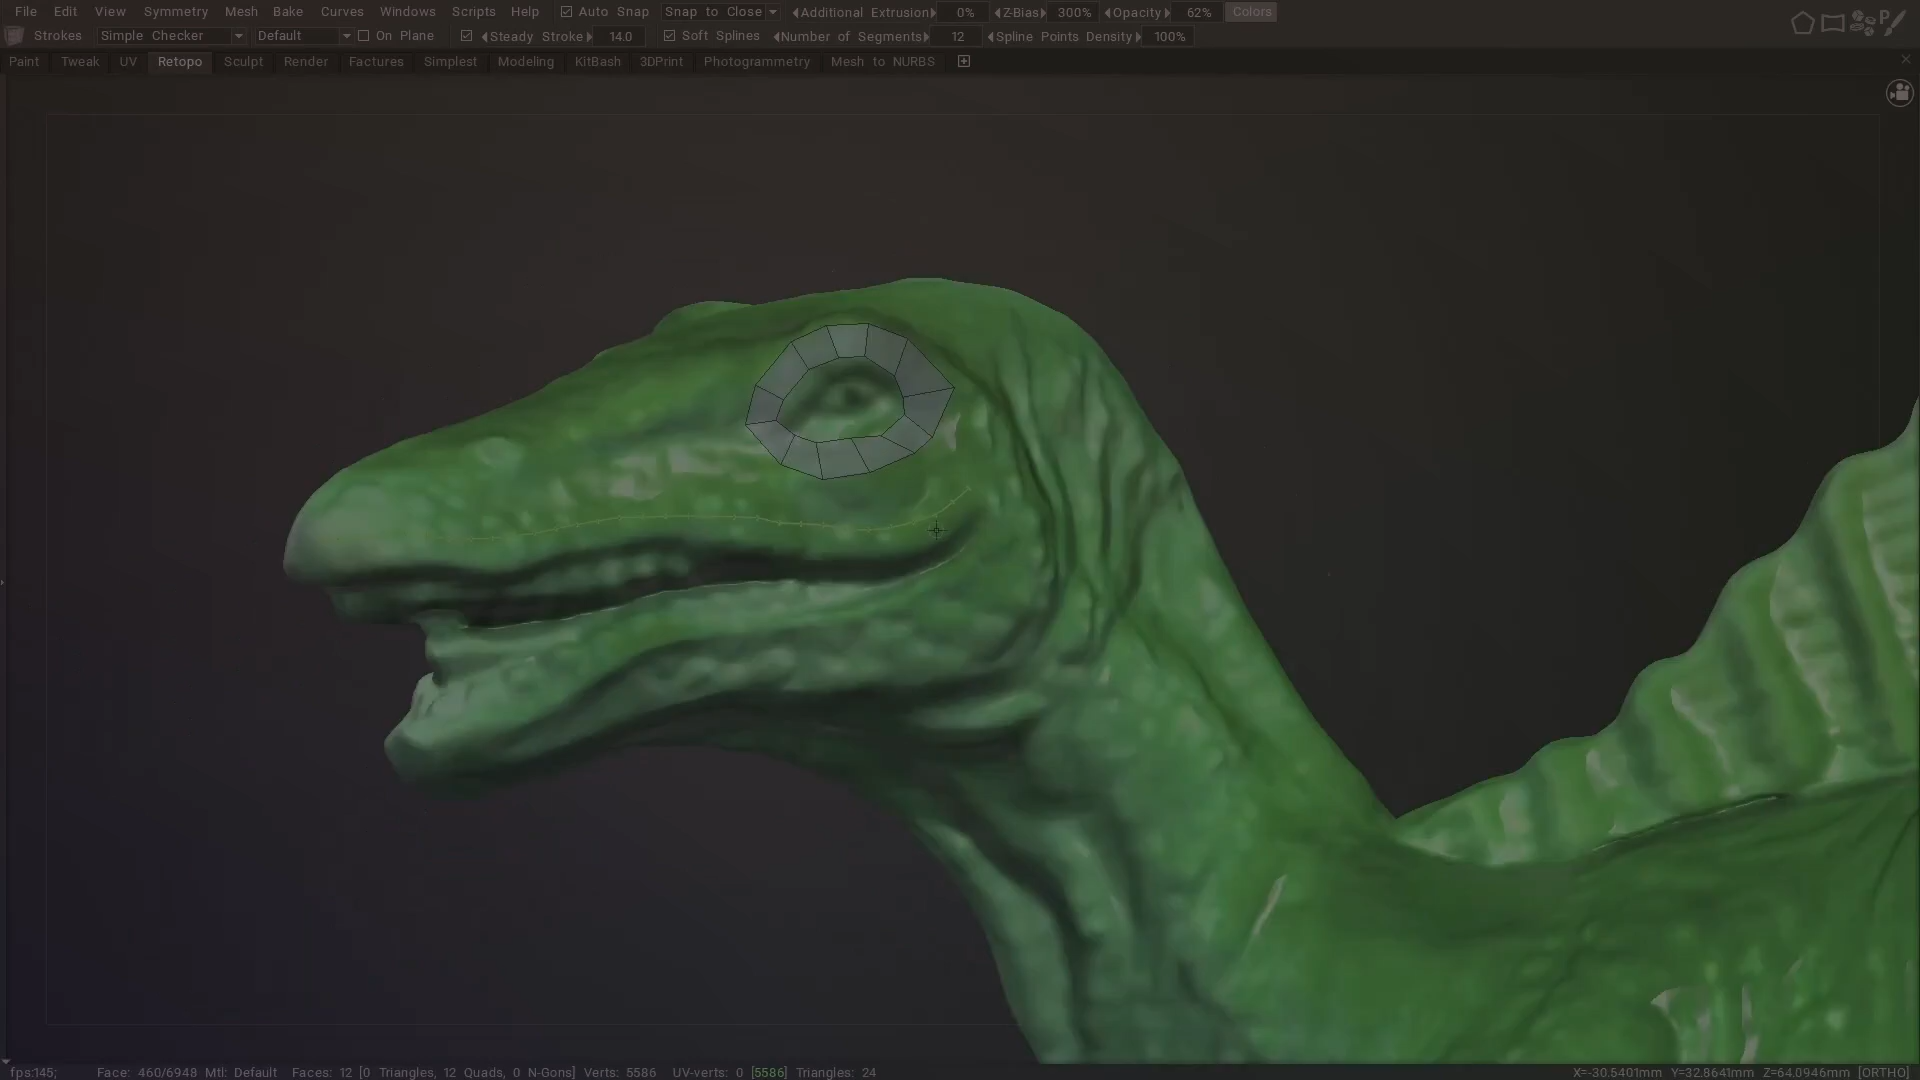 File Edit View Symmetry Mesh Bake Curves Windows Scripts Help Auto Snap Snap to Close Additional Extrusion 0% Z-Bias 300% Opacity 62% Colors
Strokes Simple Checker Default On Plane Steady Stroke 14.0 Soft Splines Number of Segments 12 Spline Points Density 100%
Paint Tweak UV Retopo Sculpt Render Factures Simplest Modeling KitBash 3DPrint Photogrammetry Mesh to NURBS
fps:145; Face: 460/6948 Mtl: Default Faces: 12 [0 Triangles, 12 Quads, 0 N-Gons] Verts: 5586 UV-verts: 0 [5586] Triangles: 24 X=-30.5401mm Y=32.8641mm Z=64.0946mm [ORTHO]